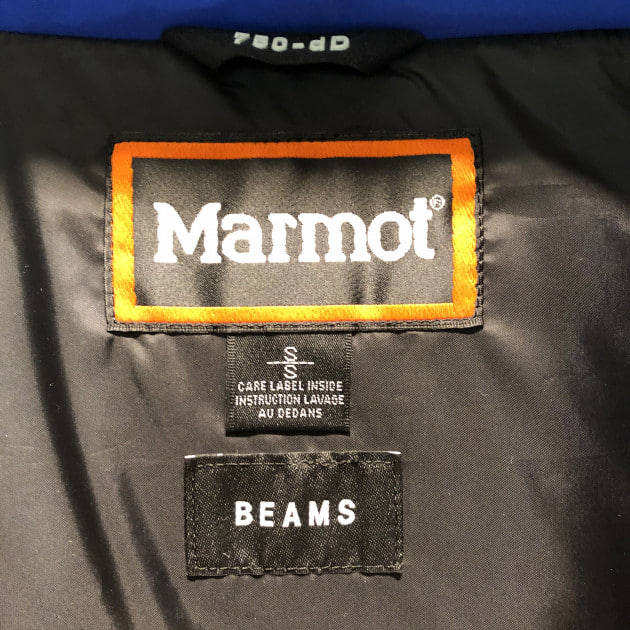 750-dD
Marmot®
S
S
CARE LABEL INSIDE
INSTRUCTION LAVAGE
AU DEDANS
BEAMS